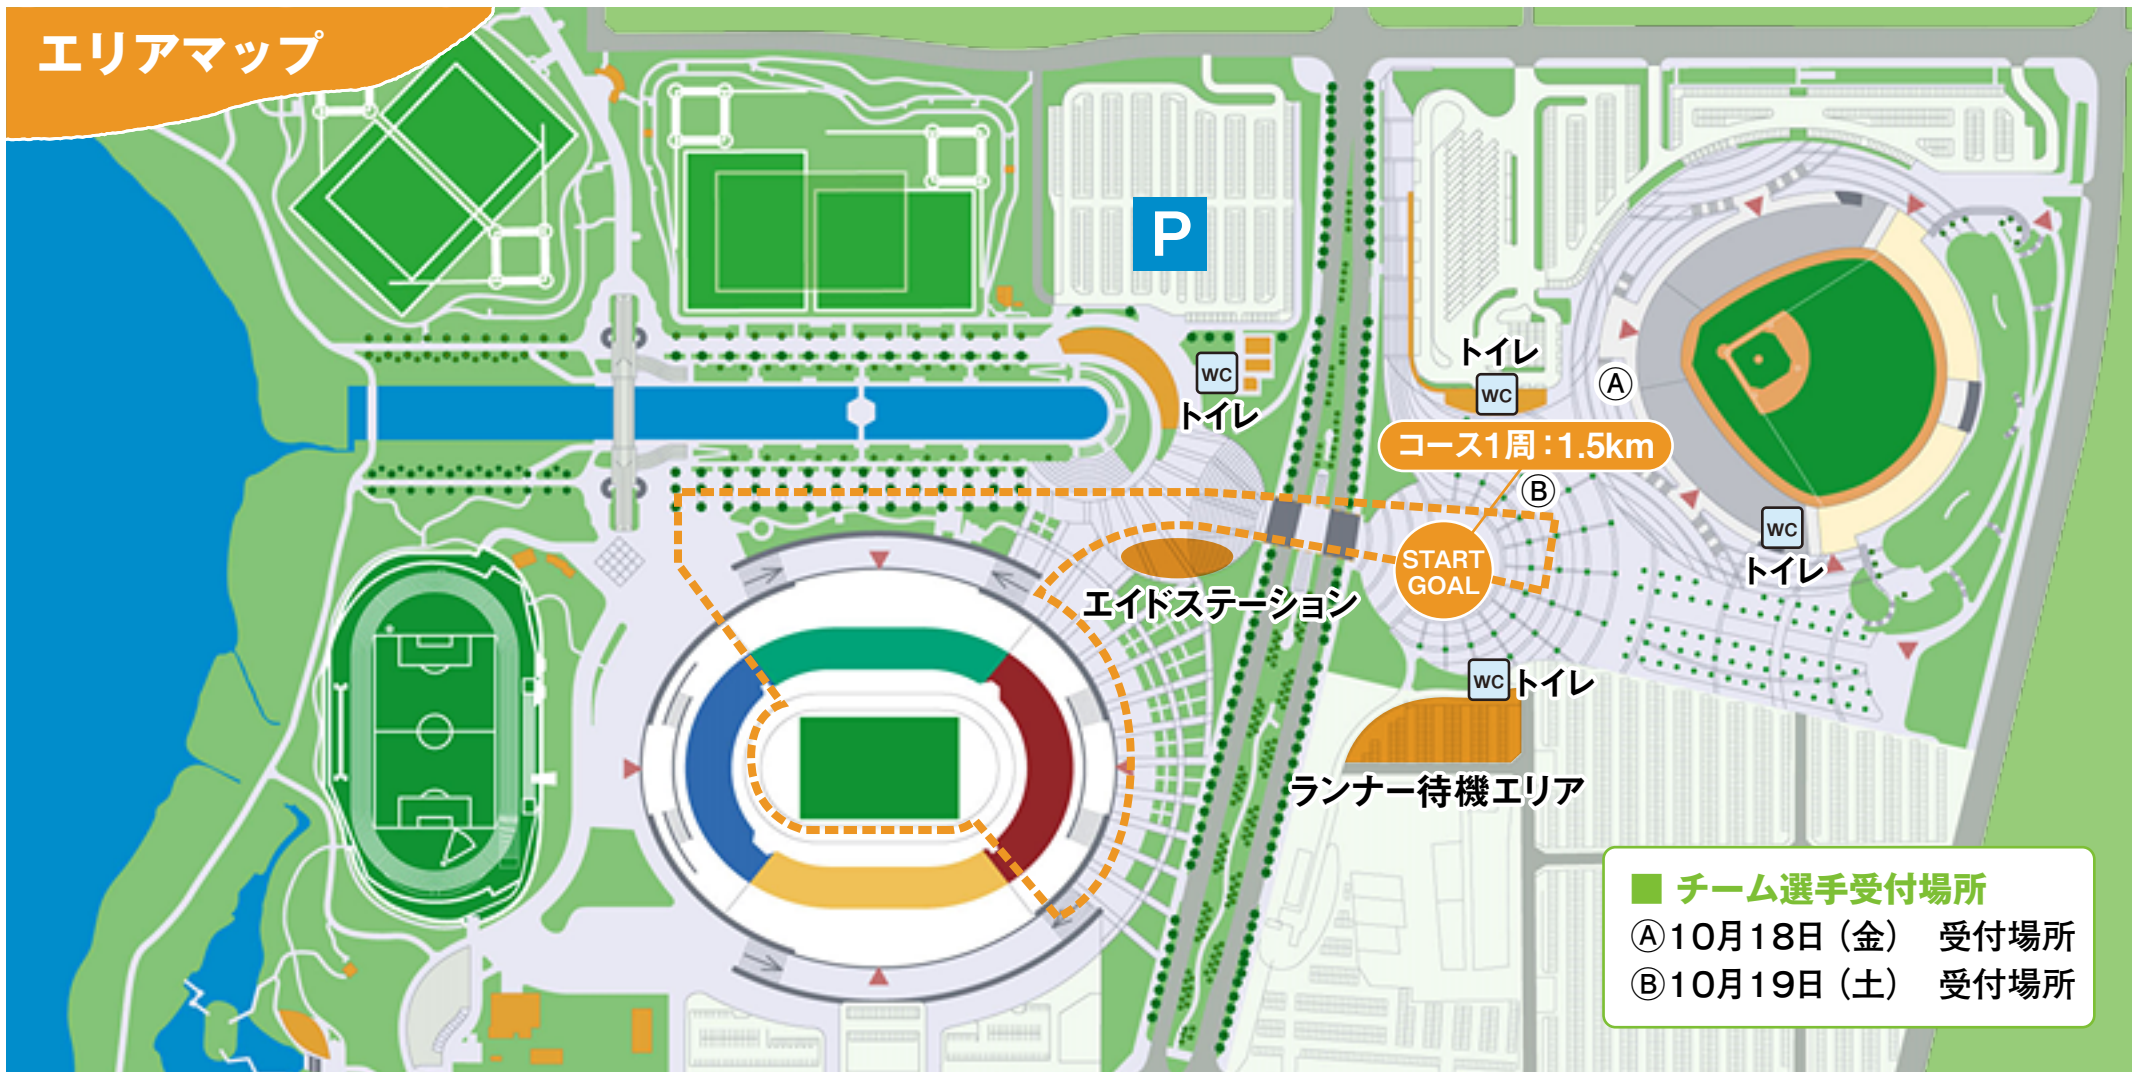 エリアマップ
P
トイレ
WC
WC
トイレ
Ⓐ
コース1周：1.5km
Ⓑ
WC
トイレ
START
GOAL
エイドステーション
WC トイレ
ランナー待機エリア
■ チーム選手受付場所
Ⓐ10月18日（金）　受付場所
Ⓑ10月19日（土）　受付場所